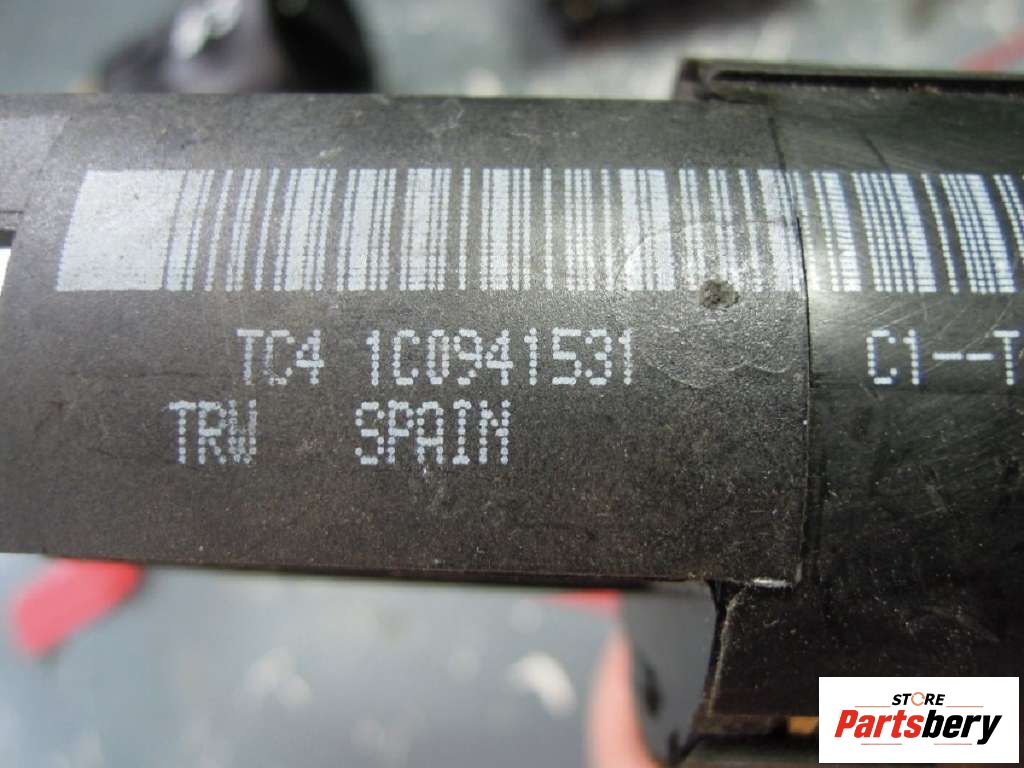 TC4 1C0941531 C1--T
TRW SPAIN
STORE
Partsbery